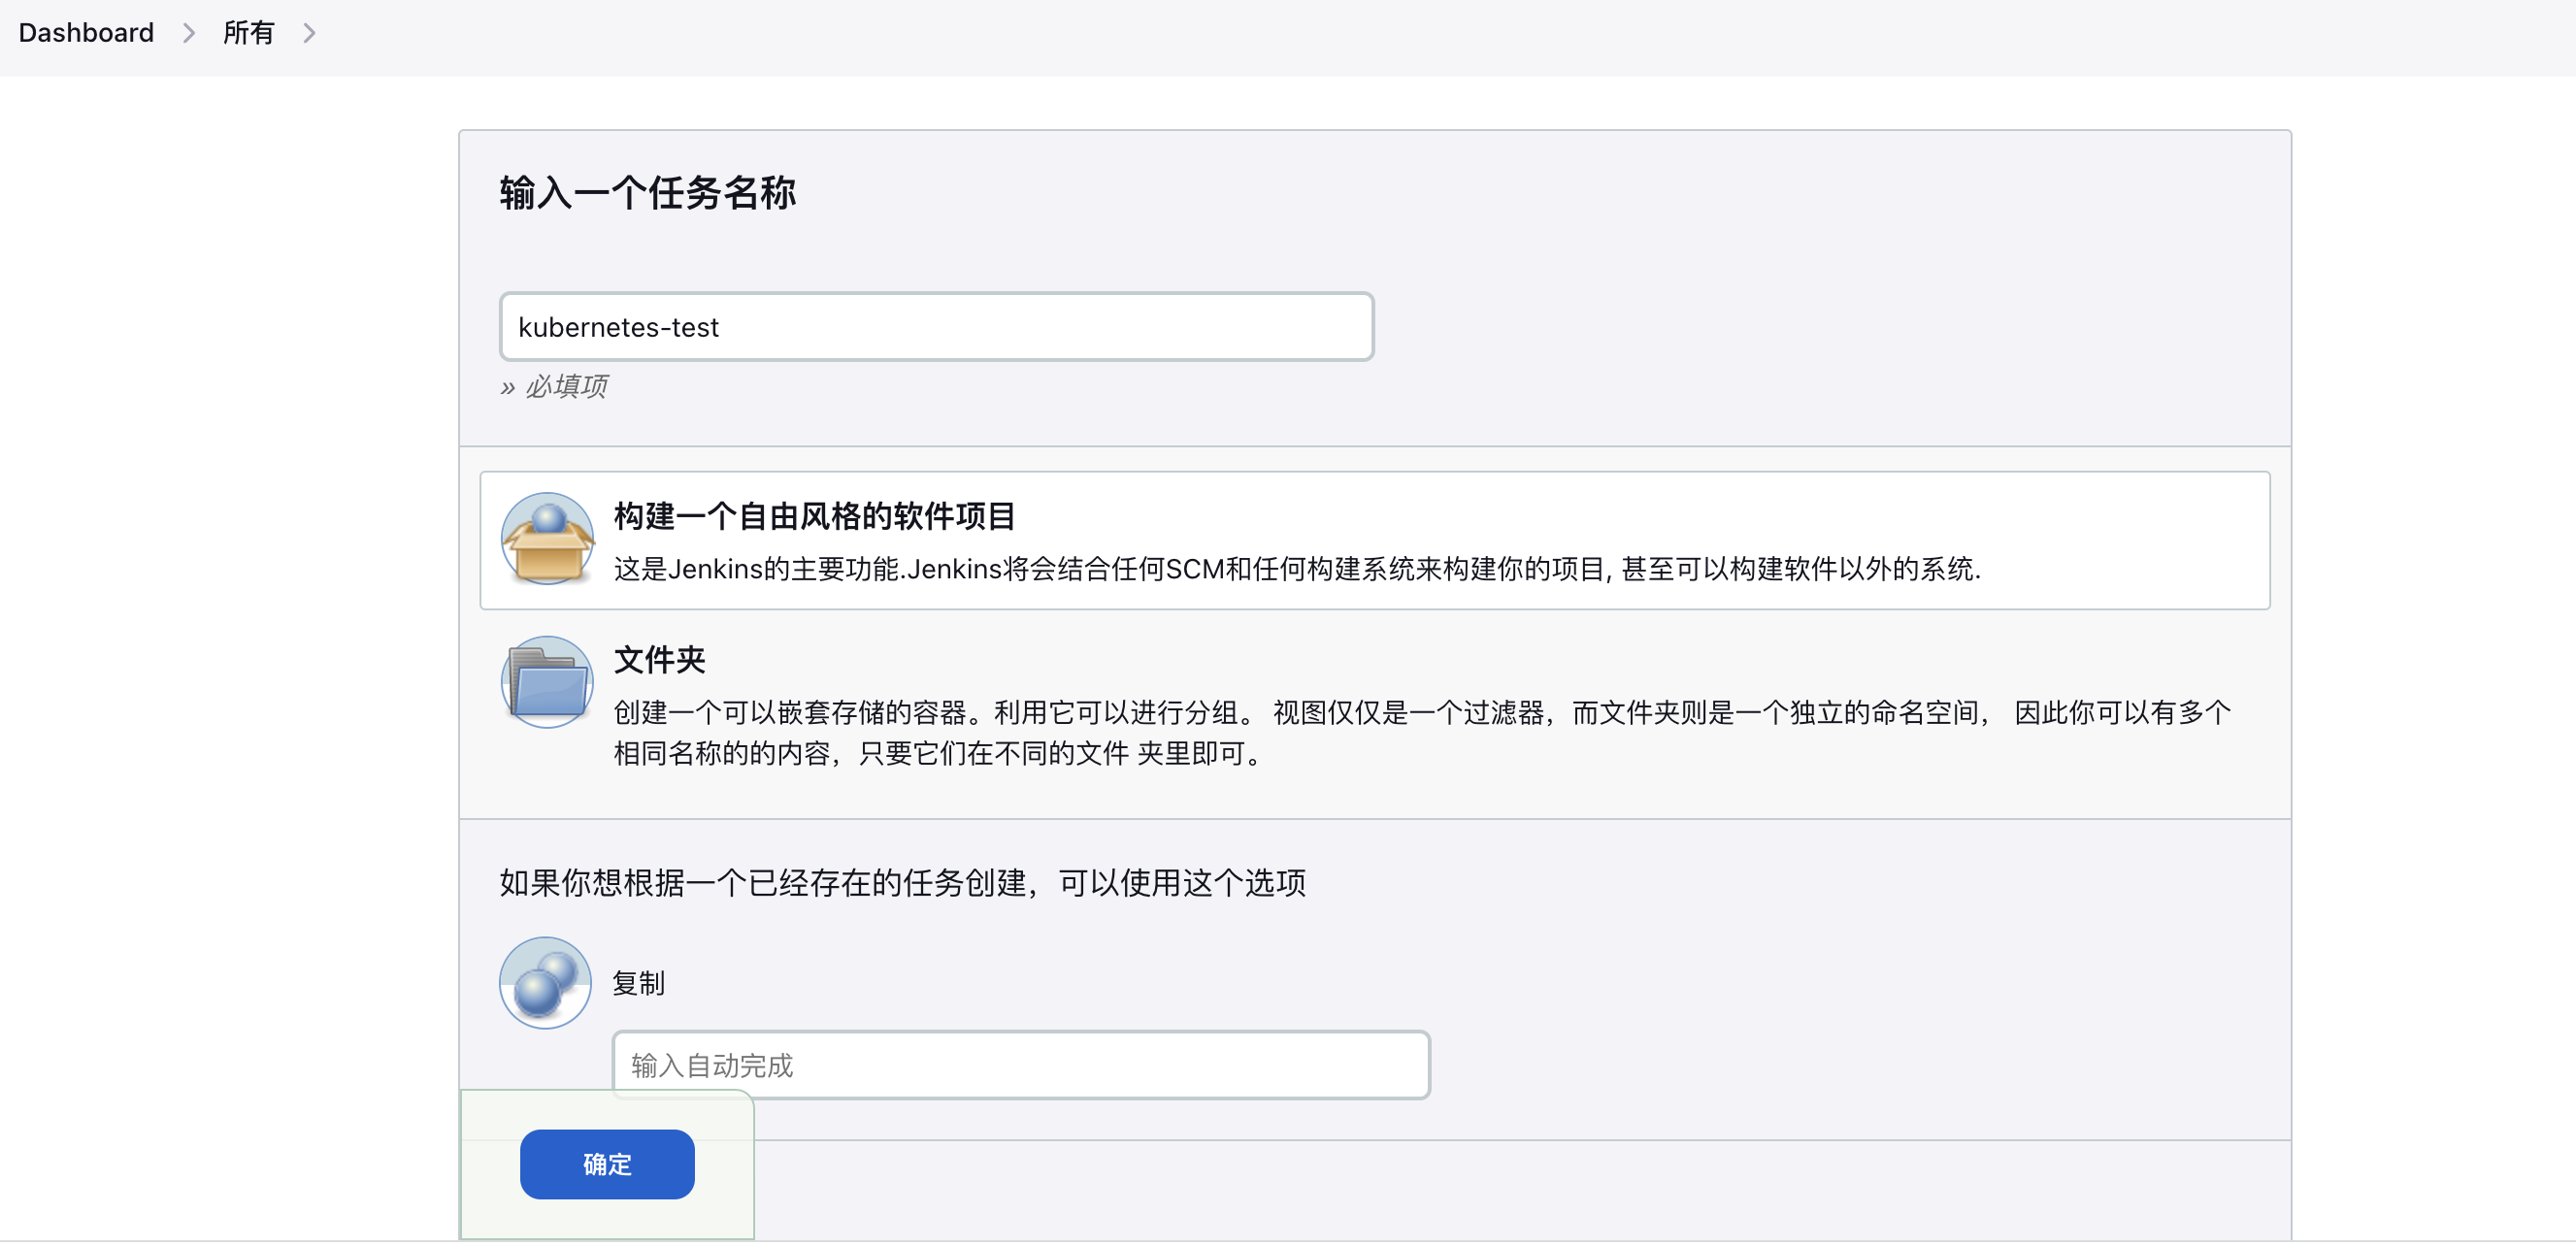 Dashboard > 所有 >
输入一个任务名称
kubernetes-test
» 必填项
构建一个自由风格的软件项目
这是Jenkins的主要功能.Jenkins将会结合任何SCM和任何构建系统来构建你的项目, 甚至可以构建软件以外的系统.
文件夹
创建一个可以嵌套存储的容器。利用它可以进行分组。 视图仅仅是一个过滤器，而文件夹则是一个独立的命名空间， 因此你可以有多个
相同名称的的内容，只要它们在不同的文件 夹里即可。
如果你想根据一个已经存在的任务创建，可以使用这个选项
复制
输入自动完成
确定